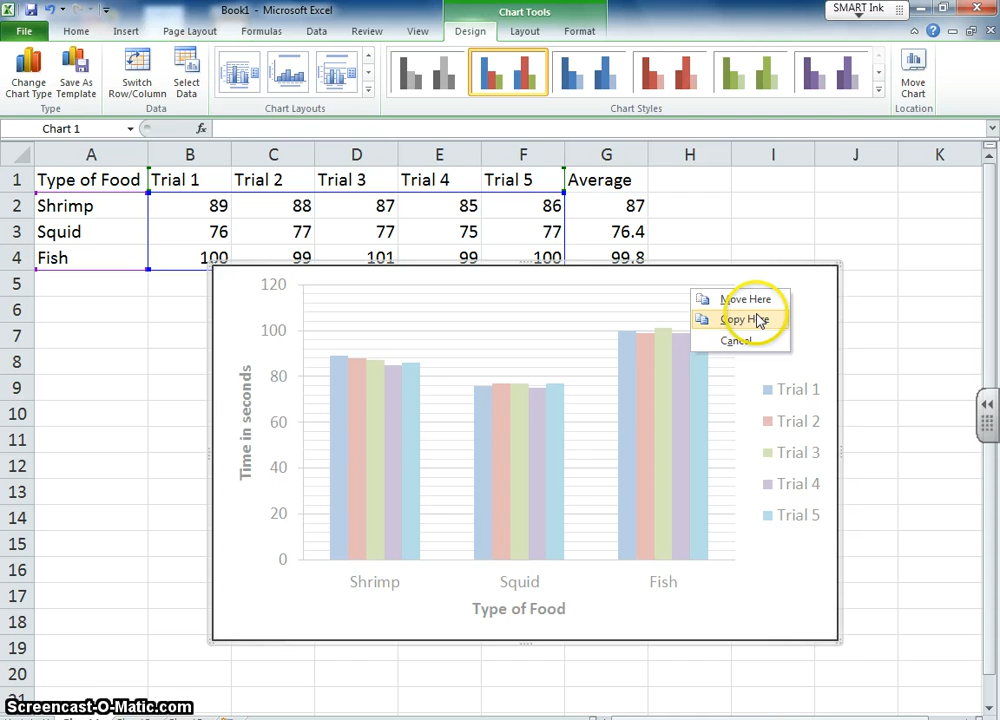 Book1 - Microsoft Excel
Chart Tools
SMART Ink
File Home Insert Page Layout Formulas Data Review View Design Layout Format
Change Chart Type
Save As Template
Switch Row/Column
Select Data
Move Chart
Type Data Chart Layouts Chart Styles Location
Chart 1 fx
A B C D E F G H I J K
1 Type of Food Trial 1 Trial 2 Trial 3 Trial 4 Trial 5 Average
2 Shrimp 89 88 87 85 86 87
3 Squid 76 77 77 75 77 76.4
4 Fish 100 99 101 99 100 99.8
5
6
7
8
9
10
11
12
13
14
15
16
17
18
19
20
120
100
80
60
40
20
0
Time in seconds
Move Here
Copy Here
Cancel
Trial 1
Trial 2
Trial 3
Trial 4
Trial 5
Shrimp Squid Fish
Type of Food
Screencast-O-Matic.com